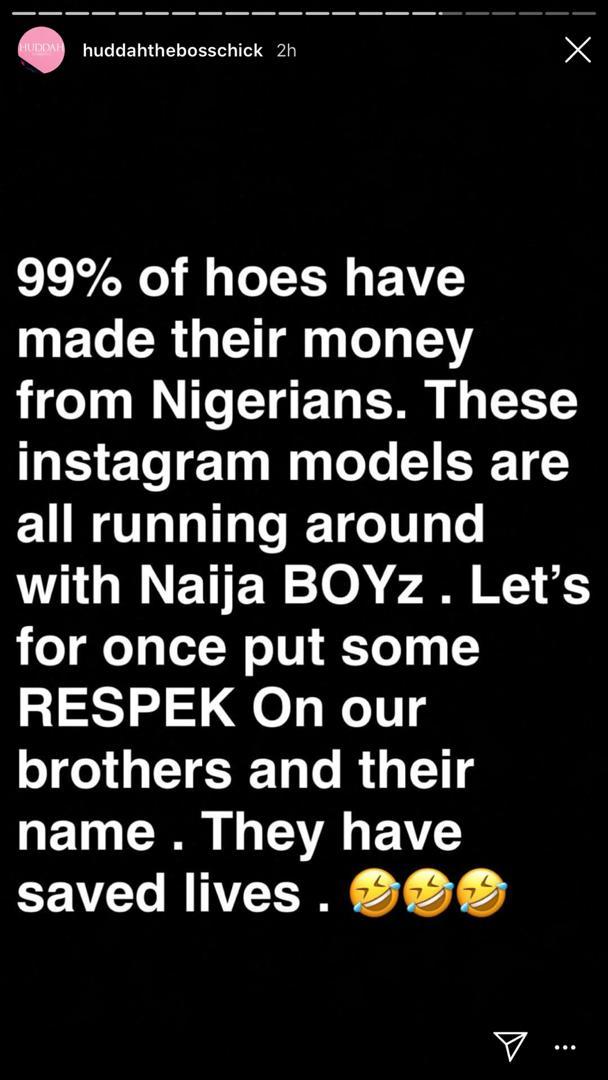 HUDDAH
huddahthebosschick 2h
99% of hoes have
made their money
from Nigerians. These
instagram models are
all running around
with Naija BOYz . Let’s
for once put some
RESPEK On our
brothers and their
name . They have
saved lives . 🤣🤣🤣